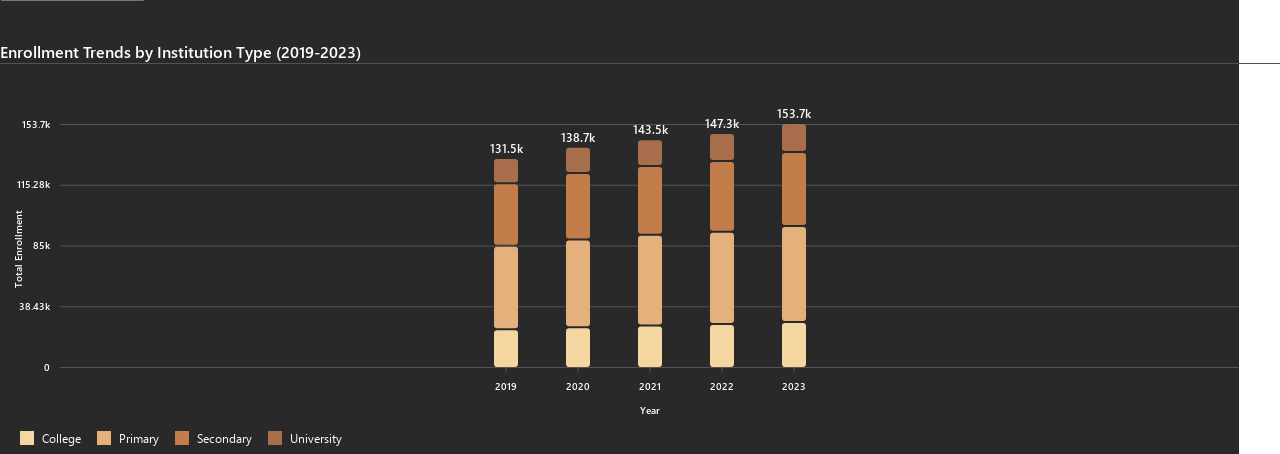 Enrollment Trends by Institution Type (2019-2023)
153.7k
115.28k
85k
38.43k
0
Total Enrollment
131.5k
138.7k
143.5k
147.3k
153.7k
2019
2020
2021
2022
2023
Year
College
Primary
Secondary
University